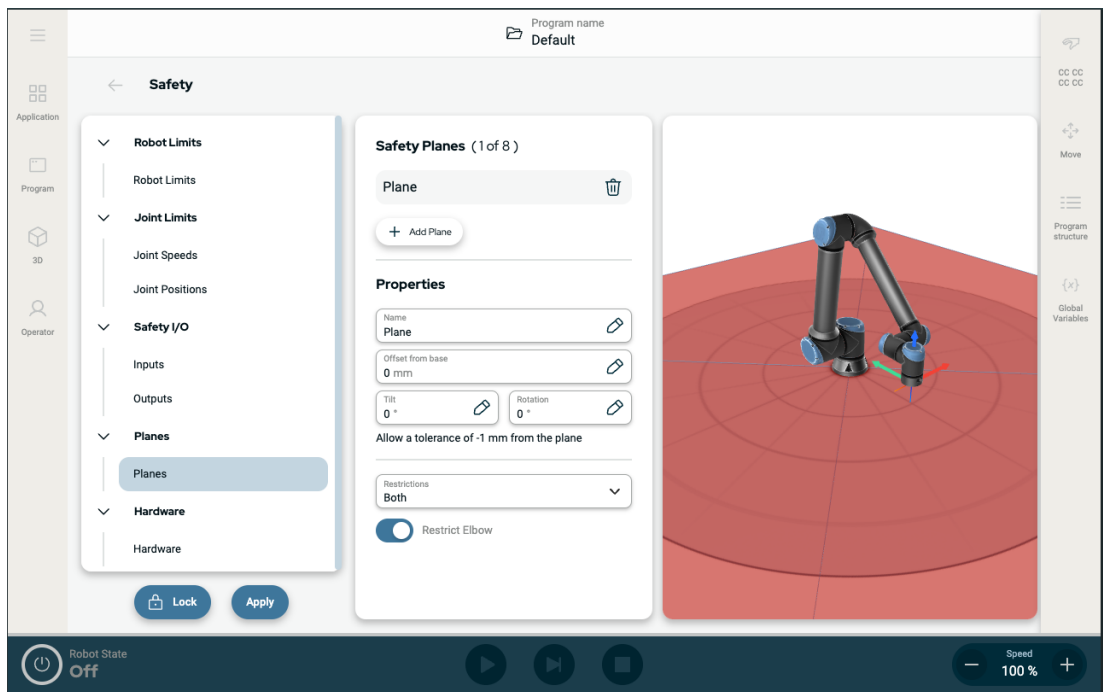 Program name
Default
Safety
Application
Program
3D
Operator
Robot Limits
Robot Limits
Joint Limits
Joint Speeds
Joint Positions
Safety I/O
Inputs
Outputs
Planes
Planes
Hardware
Hardware
Lock
Apply
Safety Planes (1 of 8)
Plane
Add Plane
Properties
Name
Plane
Offset from base
0 mm
Tilt
0 °
Rotation
0 °
Allow a tolerance of -1 mm from the plane
Restrictions
Both
Restrict Elbow
CC CC
CC CC
Move
Program
structure
{x}
Global
Variables
Robot State
Off
Speed
100 %